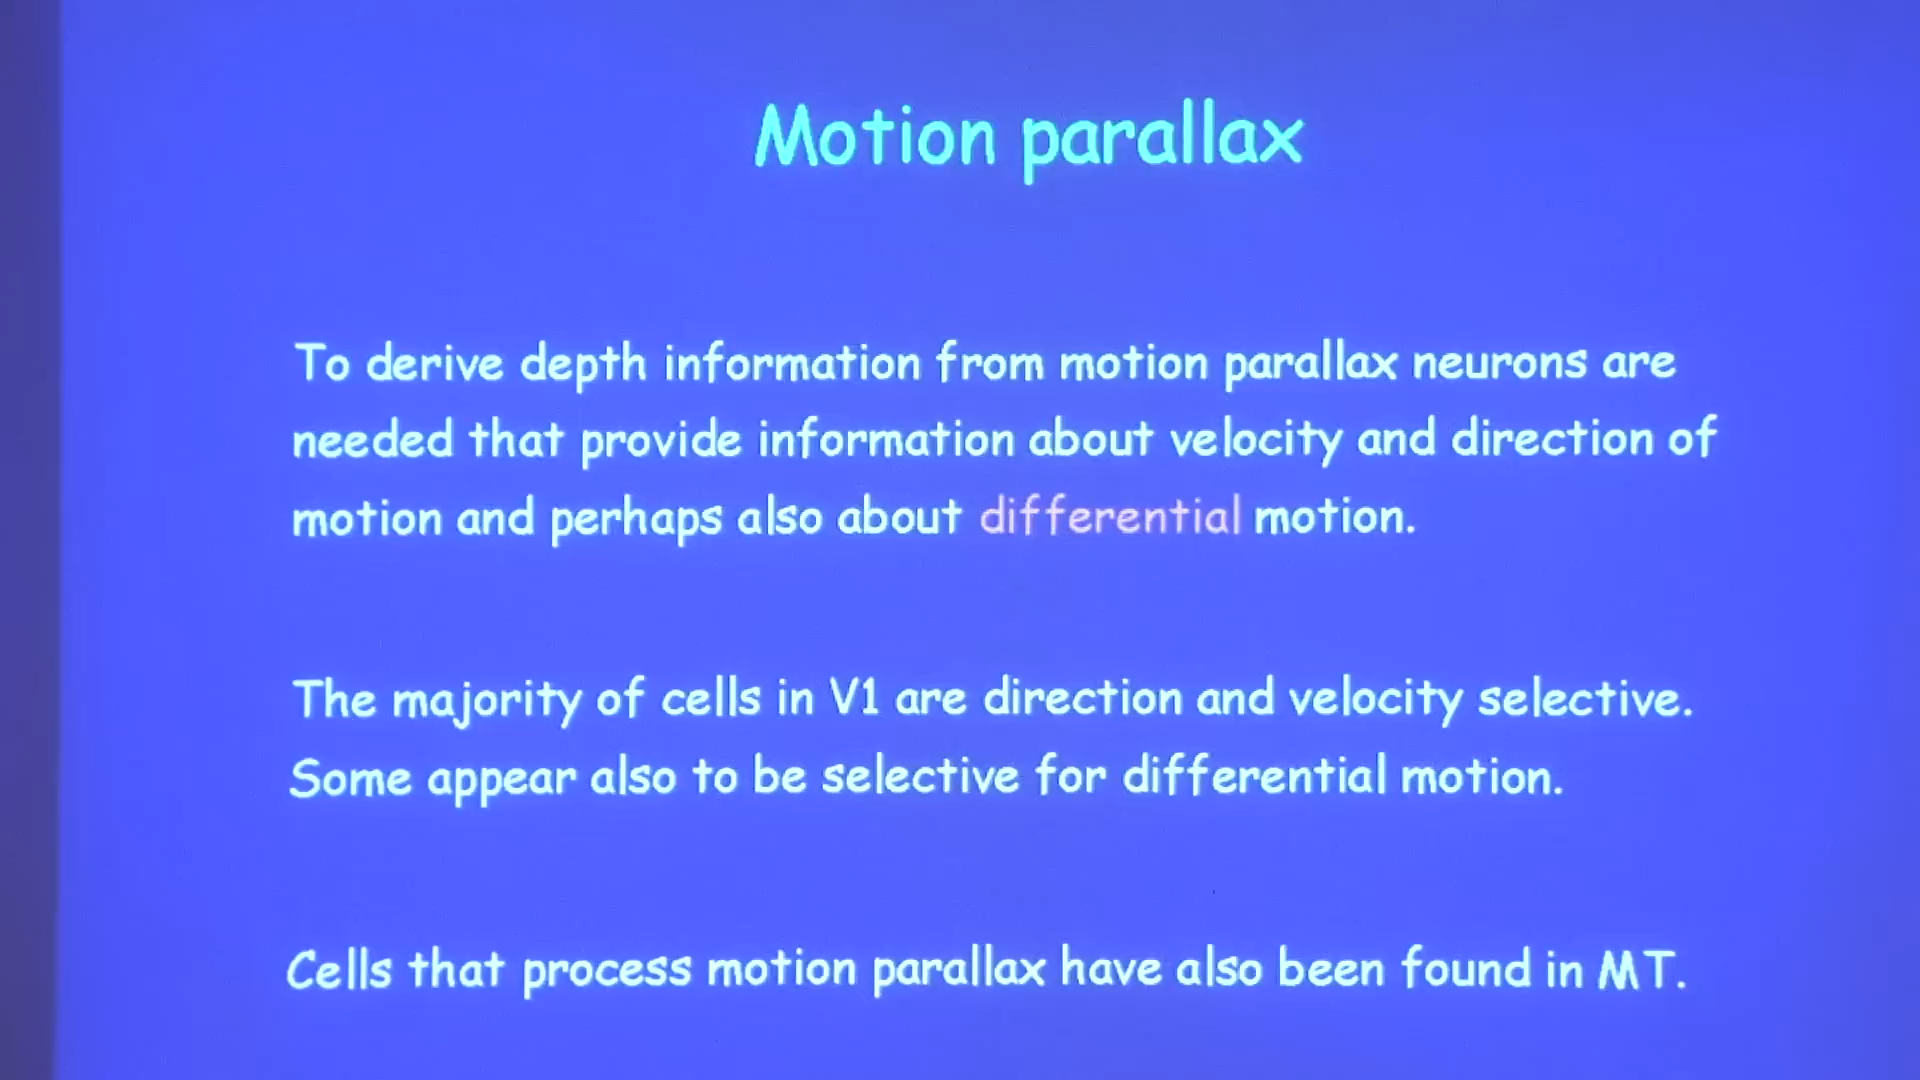 Motion parallax
To derive depth information from motion parallax neurons are
needed that provide information about velocity and direction of
motion and perhaps also about differential motion.
The majority of cells in V1 are direction and velocity selective.
Some appear also to be selective for differential motion.
Cells that process motion parallax have also been found in MT.